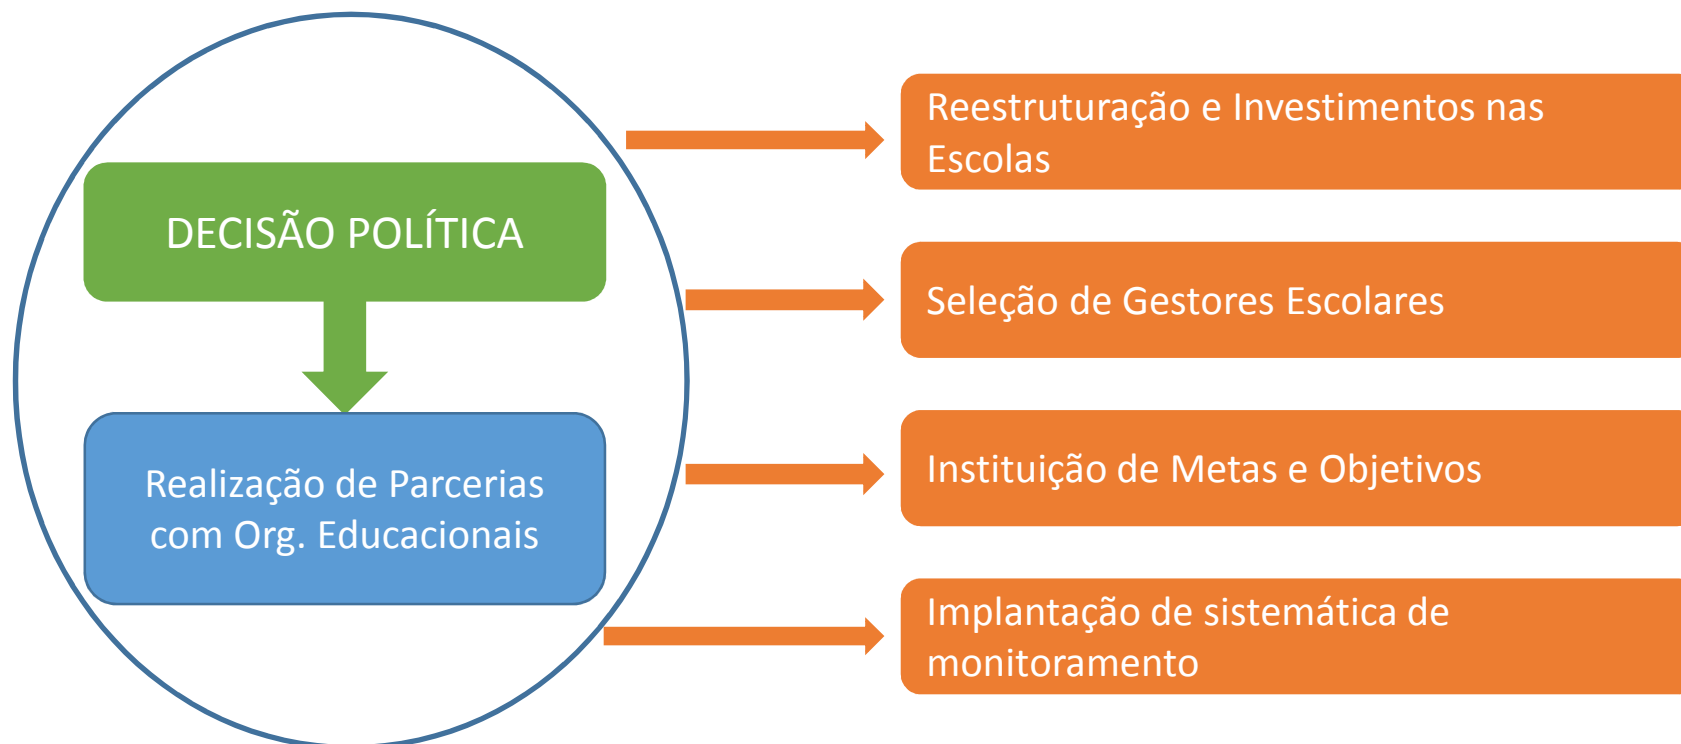 DECISÃO POLÍTICA
Realização de Parcerias
com Org. Educacionais
Reestruturação e Investimentos nas
Escolas
Seleção de Gestores Escolares
Instituição de Metas e Objetivos
Implantação de sistemática de
monitoramento